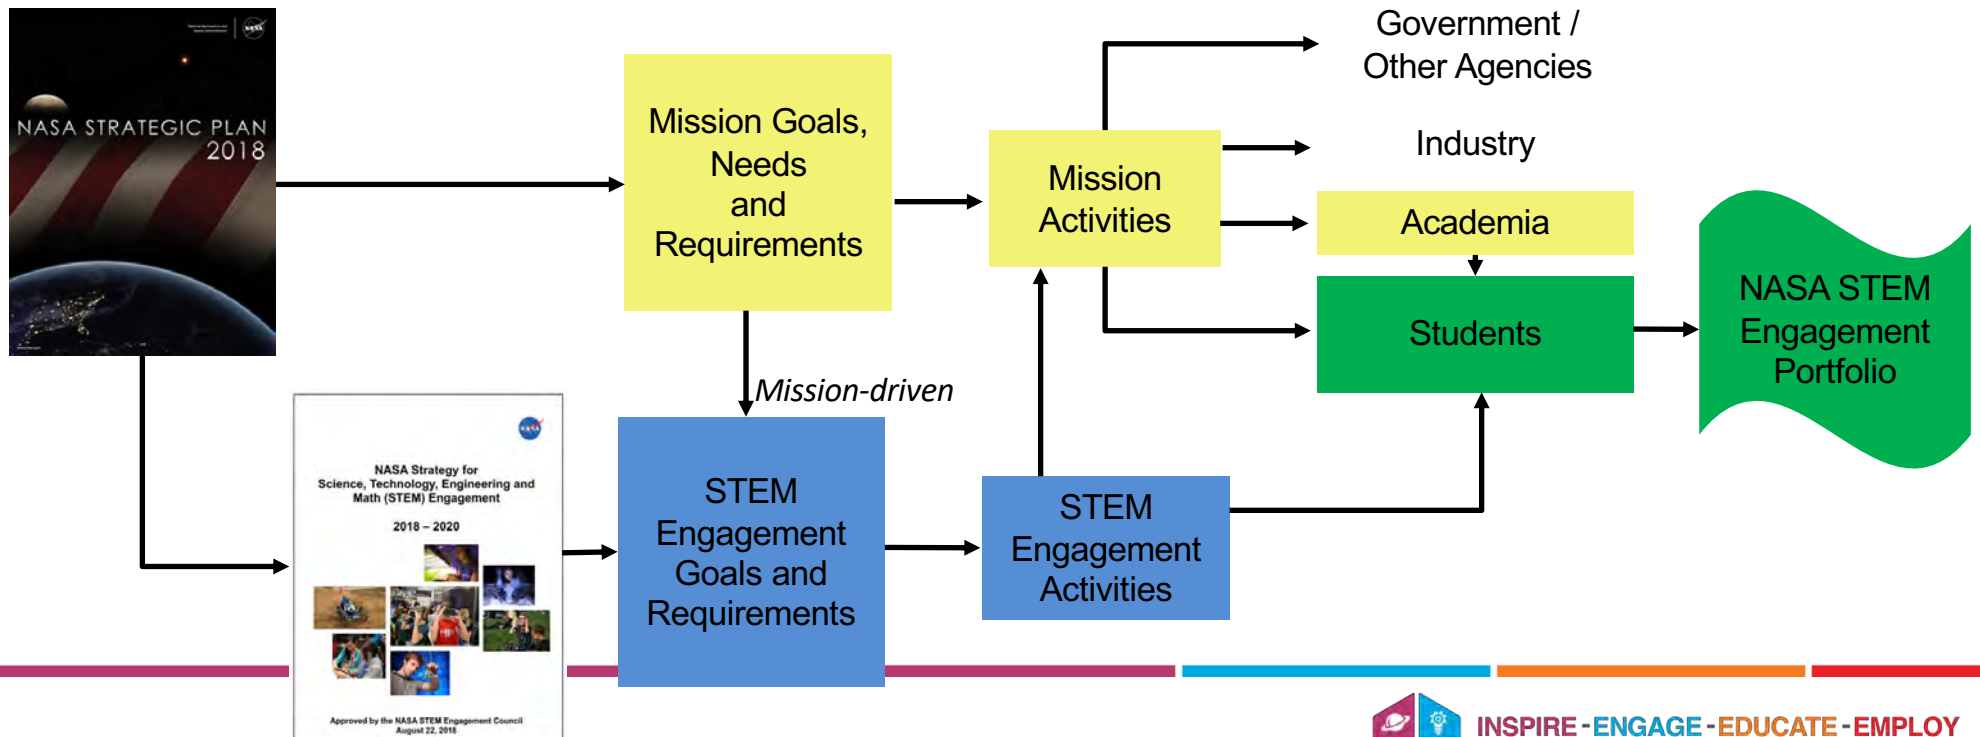 NASA
NASA STRATEGIC PLAN
2018
Mission Goals,
Needs
and
Requirements
Mission
Activities
Government /
Other Agencies
Industry
Academia
Students
NASA STEM
Engagement
Portfolio
Mission-driven
NASA
NASA Strategy for
Science, Technology, Engineering and
Math (STEM) Engagement
2018 – 2020
Approved by the NASA STEM Engagement Council
August 22, 2018
STEM
Engagement
Goals and
Requirements
STEM
Engagement
Activities
INSPIRE - ENGAGE - EDUCATE - EMPLOY